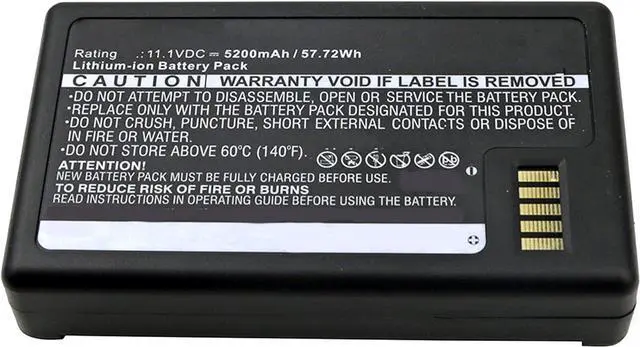 Rating .: 11.1VDC ⎓ 5200mAh / 57.72Wh
Lithium-ion Battery Pack
CAUTION WARRANTY VOID IF LABEL IS REMOVED
•DO NOT ATTEMPT TO DISASSEMBLE, OPEN OR SERVICE THE BATTERY PACK.
•REPLACE ONLY WITH THE BATTERY PACK DESIGNATED FOR THIS PRODUCT.
•DO NOT CRUSH, PUNCTURE, SHORT EXTERNAL CONTACTS OR DISPOSE OF
IN FIRE OR WATER.
•DO NOT STORE ABOVE 60°C (140°F).
ATTENTION!
NEW BATTERY PACK MUST BE FULLY CHARGED BEFORE USE.
TO REDUCE RISK OF FIRE OR BURNS
READ INSTRUCTIONS IN OPERATING GUIDE BEFORE USING THE BATTERY.